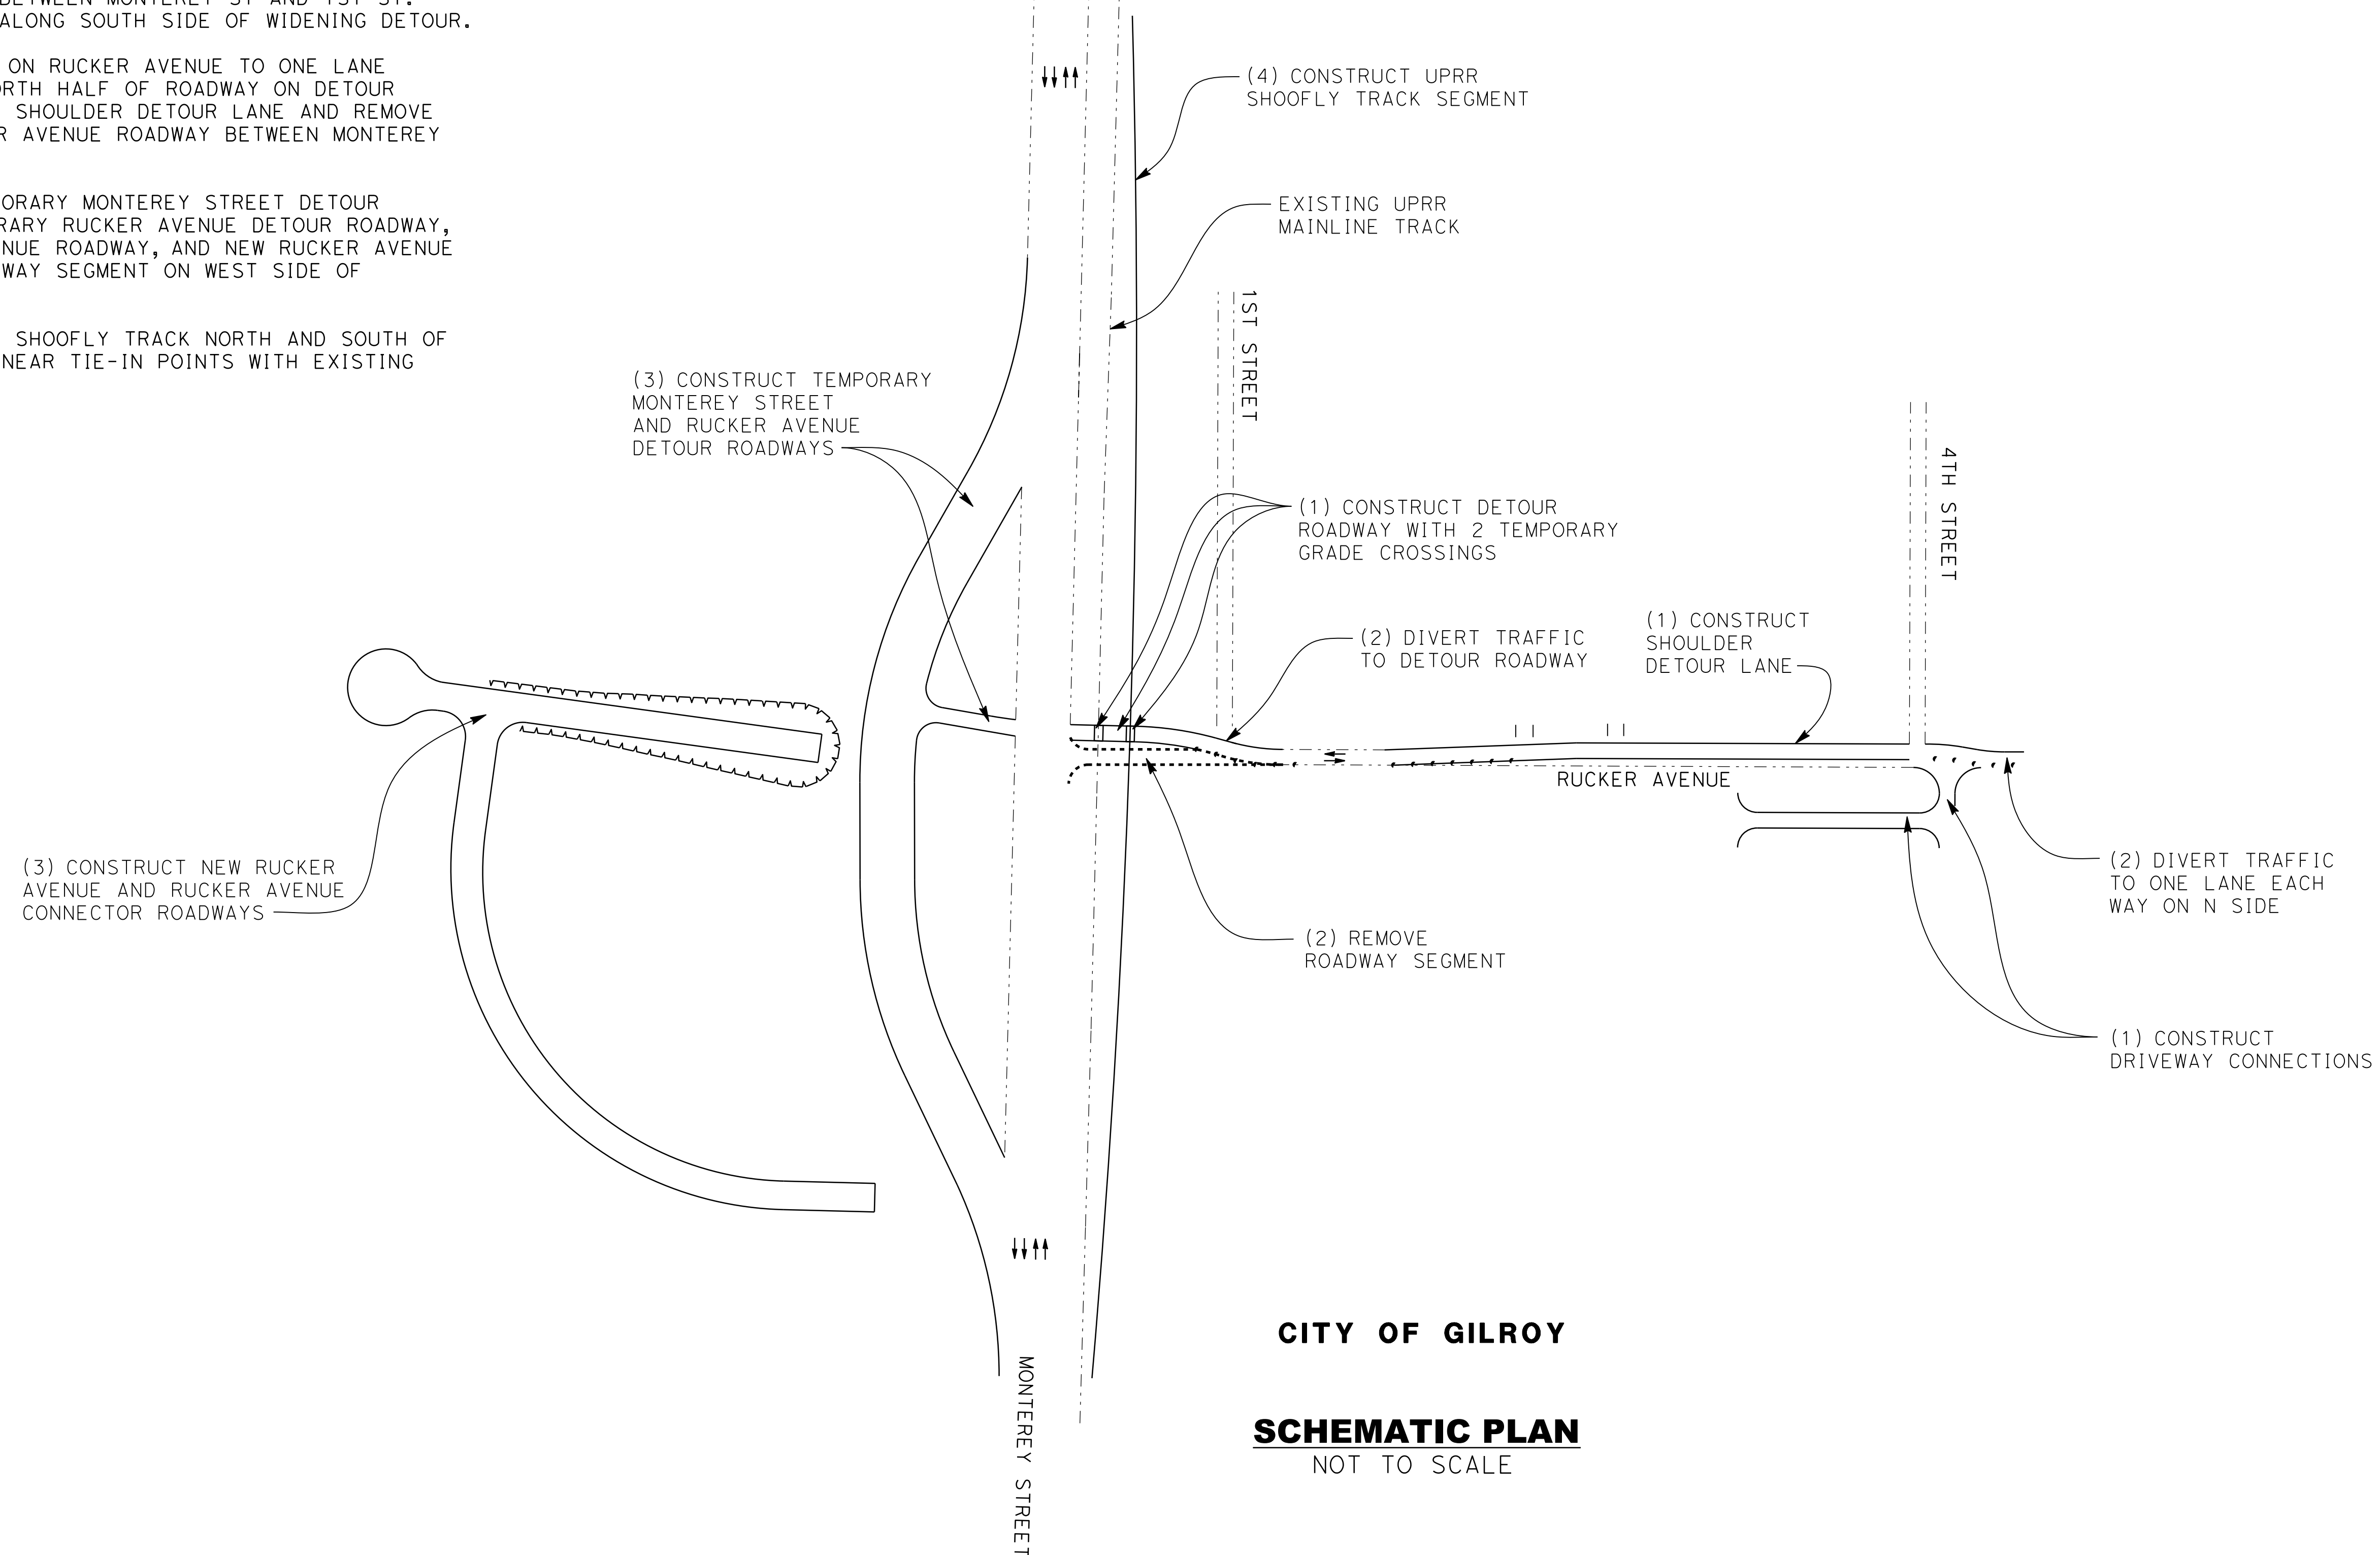 ALONG SOUTH SIDE OF WIDENING DETOUR.
ON RUCKER AVENUE TO ONE LANE
NORTH HALF OF ROADWAY ON DETOUR
SHOULDER DETOUR LANE AND REMOVE
R AVENUE ROADWAY BETWEEN MONTEREY
ORARY MONTEREY STREET DETOUR
RARY RUCKER AVENUE DETOUR ROADWAY,
NUE ROADWAY, AND NEW RUCKER AVENUE
WAY SEGMENT ON WEST SIDE OF
SHOOFLY TRACK NORTH AND SOUTH OF
NEAR TIE-IN POINTS WITH EXISTING
(4) CONSTRUCT UPRR
SHOOFLY TRACK SEGMENT
EXISTING UPRR
MAINLINE TRACK
1ST STREET
(3) CONSTRUCT TEMPORARY
MONTEREY STREET
AND RUCKER AVENUE
DETOUR ROADWAYS
4TH STREET
(1) CONSTRUCT DETOUR
ROADWAY WITH 2 TEMPORARY
GRADE CROSSINGS
(2) DIVERT TRAFFIC
TO DETOUR ROADWAY
(1) CONSTRUCT
SHOULDER
DETOUR LANE
RUCKER AVENUE
(3) CONSTRUCT NEW RUCKER
AVENUE AND RUCKER AVENUE
CONNECTOR ROADWAYS
(2) DIVERT TRAFFIC
TO ONE LANE EACH
WAY ON N SIDE
(2) REMOVE
ROADWAY SEGMENT
(1) CONSTRUCT
DRIVEWAY CONNECTIONS
MONTEREY STREET
CITY OF GILROY
SCHEMATIC PLAN
NOT TO SCALE